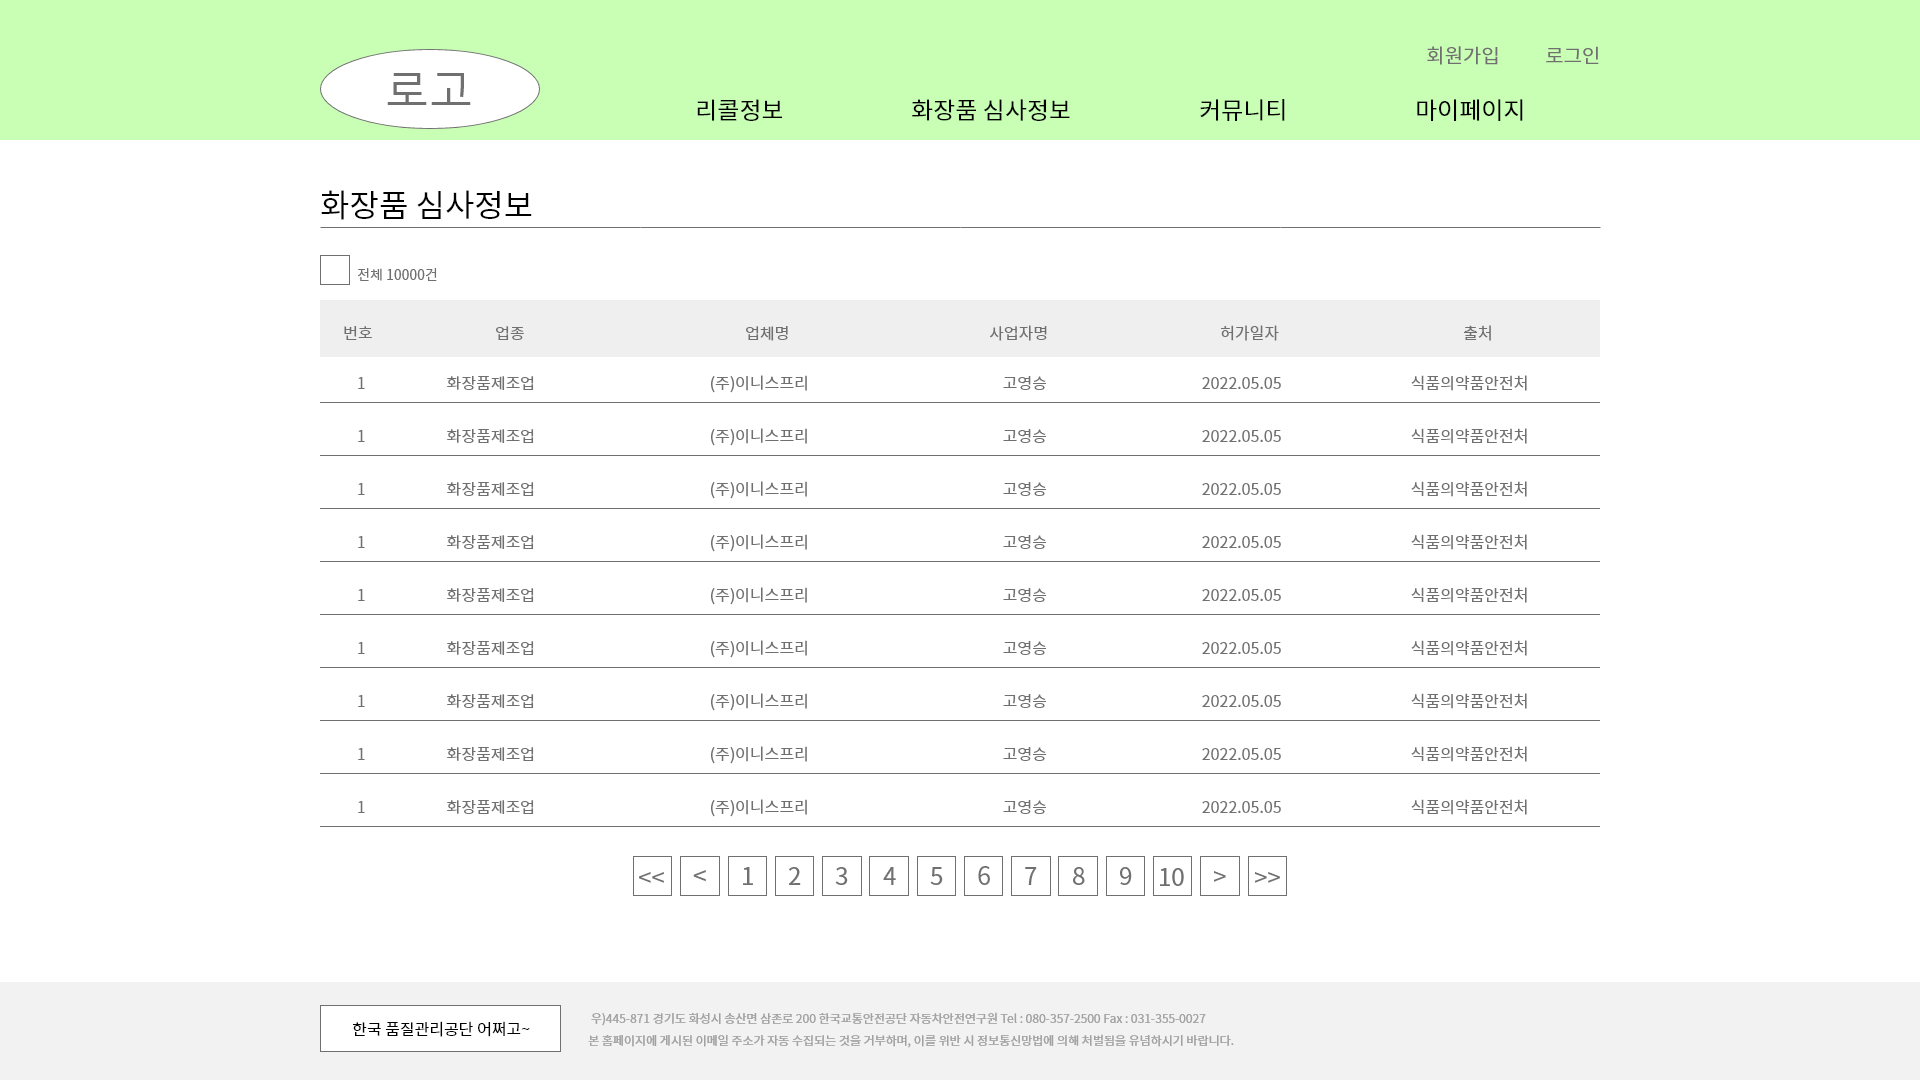 회원가입 로그인
로고
리콜정보 화장품 심사정보 커뮤니티 마이페이지
화장품 심사정보
전체 10000건
번호 업종 업체명 사업자명 허가일자 출처
1 화장품제조업 (주)이니스프리 고영승 2022.05.05 식품의약품안전처
1 화장품제조업 (주)이니스프리 고영승 2022.05.05 식품의약품안전처
1 화장품제조업 (주)이니스프리 고영승 2022.05.05 식품의약품안전처
1 화장품제조업 (주)이니스프리 고영승 2022.05.05 식품의약품안전처
1 화장품제조업 (주)이니스프리 고영승 2022.05.05 식품의약품안전처
1 화장품제조업 (주)이니스프리 고영승 2022.05.05 식품의약품안전처
1 화장품제조업 (주)이니스프리 고영승 2022.05.05 식품의약품안전처
1 화장품제조업 (주)이니스프리 고영승 2022.05.05 식품의약품안전처
1 화장품제조업 (주)이니스프리 고영승 2022.05.05 식품의약품안전처
<< < 1 2 3 4 5 6 7 8 9 10 > >>
한국 품질관리공단 어쩌고~
우)445-871 경기도 화성시 송산면 삼존로 200 한국교통안전공단 자동차안전연구원 Tel : 080-357-2500 Fax : 031-355-0027
본 홈페이지에 게시된 이메일 주소가 자동 수집되는 것을 거부하며, 이를 위반 시 정보통신망법에 의해 처벌됨을 유념하시기 바랍니다.